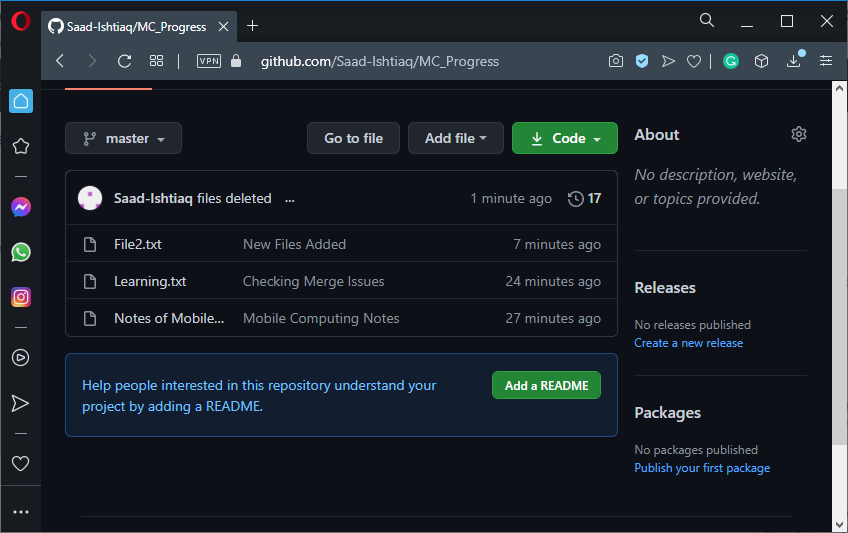 Saad-Ishtiaq/MC_Progress
VPN github.com/Saad-Ishtiaq/MC_Progress
master Go to file Add file Code
Saad-Ishtiaq files deleted ... 1 minute ago 17
File2.txt New Files Added 7 minutes ago
Learning.txt Checking Merge Issues 24 minutes ago
Notes of Mobile... Mobile Computing Notes 27 minutes ago
Help people interested in this repository understand your
project by adding a README.
Add a README
About
No description, website,
or topics provided.
Releases
No releases published
Create a new release
Packages
No packages published
Publish your first package